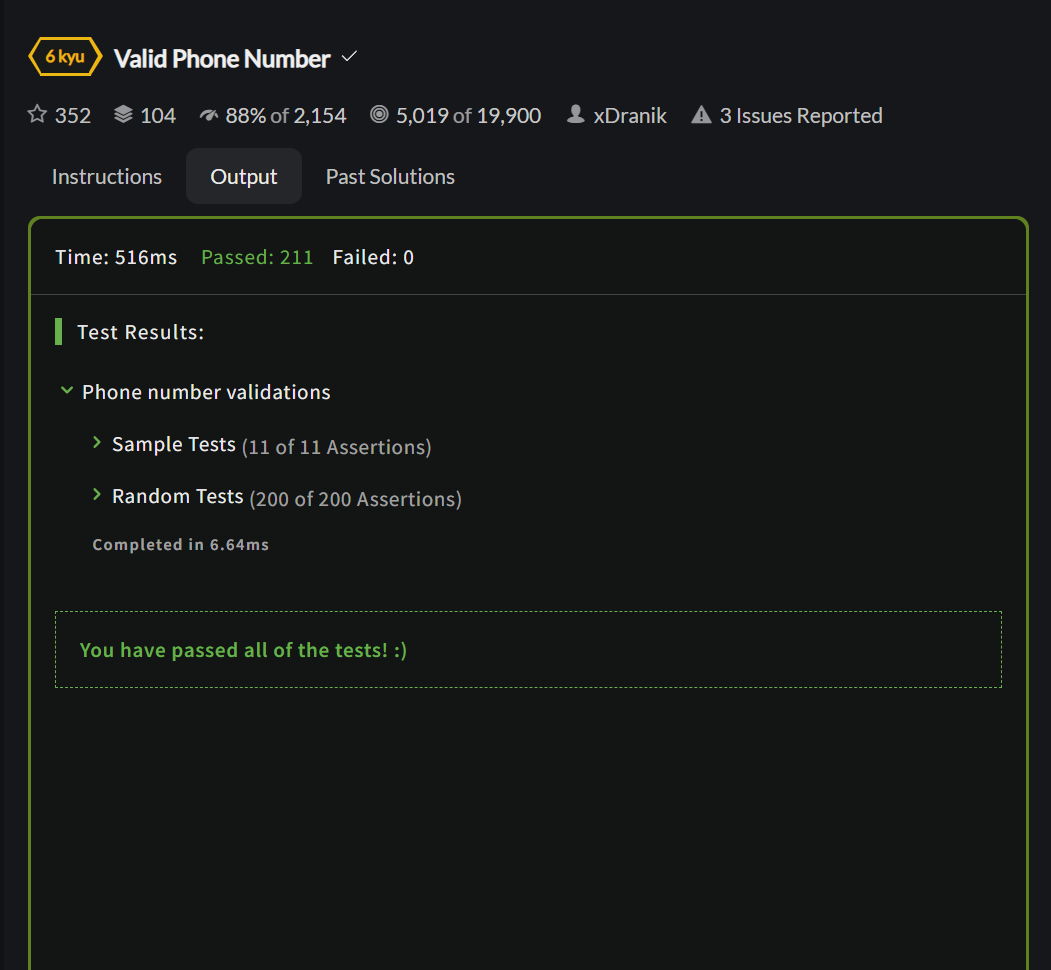 6 kyu Valid Phone Number
352 104 88% of 2,154 5,019 of 19,900 xDranik 3 Issues Reported
Instructions Output Past Solutions
Time: 516ms Passed: 211 Failed: 0
Test Results:
Phone number validations
Sample Tests (11 of 11 Assertions)
Random Tests (200 of 200 Assertions)
Completed in 6.64ms
You have passed all of the tests! :)